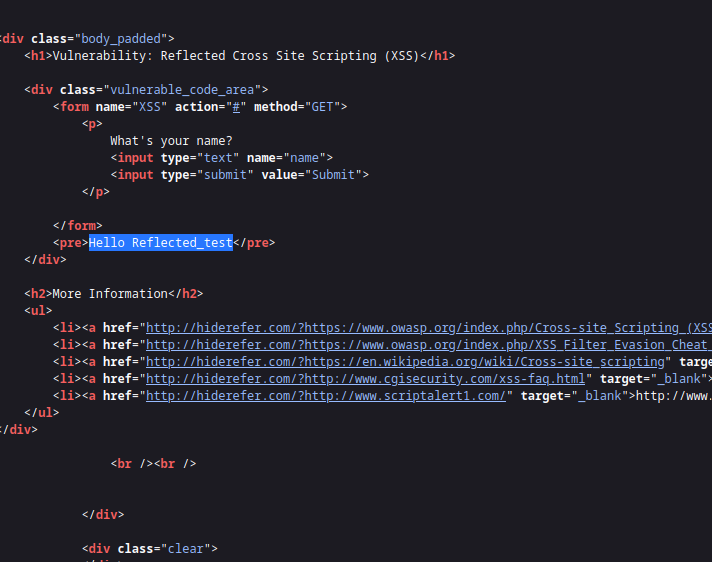 <div class="body_padded">
<h1>Vulnerability: Reflected Cross Site Scripting (XSS)</h1>
<div class="vulnerable_code_area">
<form name="XSS" action="#" method="GET">
<p>
What's your name?
<input type="text" name="name">
<input type="submit" value="Submit">
</p>
</form>
<pre>Hello Reflected_test</pre>
</div>
<h2>More Information</h2>
<ul>
<li><a href="http://hiderefer.com/?https://www.owasp.org/index.php/Cross-site_Scripting_(XSS
<li><a href="http://hiderefer.com/?https://www.owasp.org/index.php/XSS_Filter_Evasion_Cheat_
<li><a href="http://hiderefer.com/?https://en.wikipedia.org/wiki/Cross-site_scripting" targe
<li><a href="http://hiderefer.com/?http://www.cgisecurity.com/xss-faq.html" target="_blank">
<li><a href="http://hiderefer.com/?http://www.scriptalert1.com/" target="_blank">http://www.
</ul>
</div>
<br /><br />
</div>
<div class="clear">